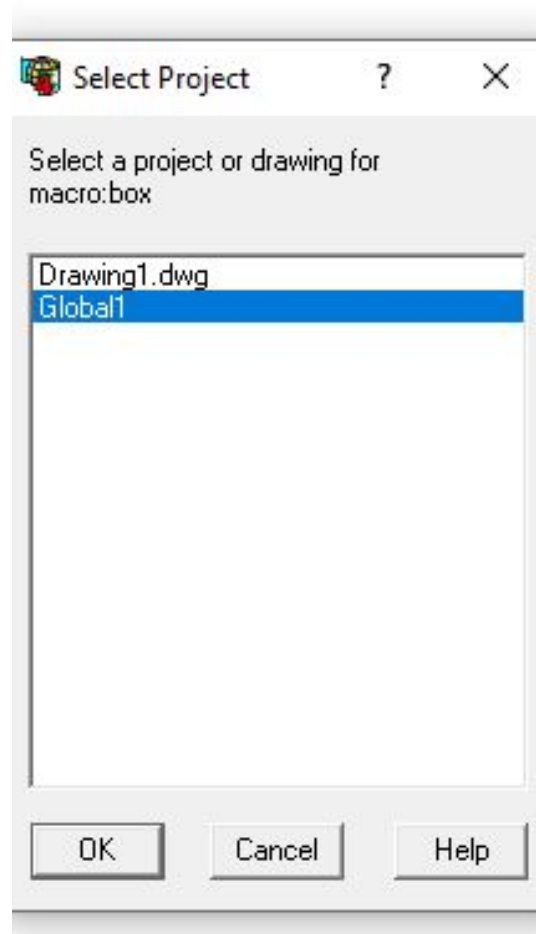 Select Project ?
Select a project or drawing for
macro:box
Drawing1.dwg
Global1
OK Cancel Help